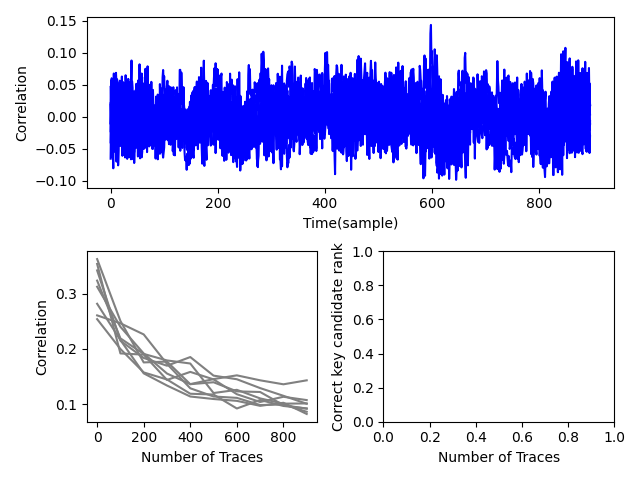 0.15
0.10
0.05
0.00
−0.05
−0.10
Correlation
0 200 400 600 800
Time(sample)
0.3
0.2
0.1
Correlation
0 200 400 600 800
Number of Traces
1.0
0.8
0.6
0.4
0.2
0.0
Correct key candidate rank
0.0 0.2 0.4 0.6 0.8 1.0
Number of Traces